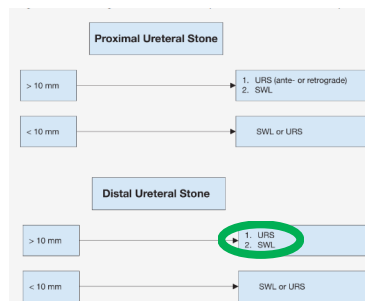 Proximal Ureteral Stone
> 10 mm
1. URS (ante- or retrograde)
2. SWL
< 10 mm
SWL or URS
Distal Ureteral Stone
> 10 mm
1. URS
2. SWL
< 10 mm
SWL or URS